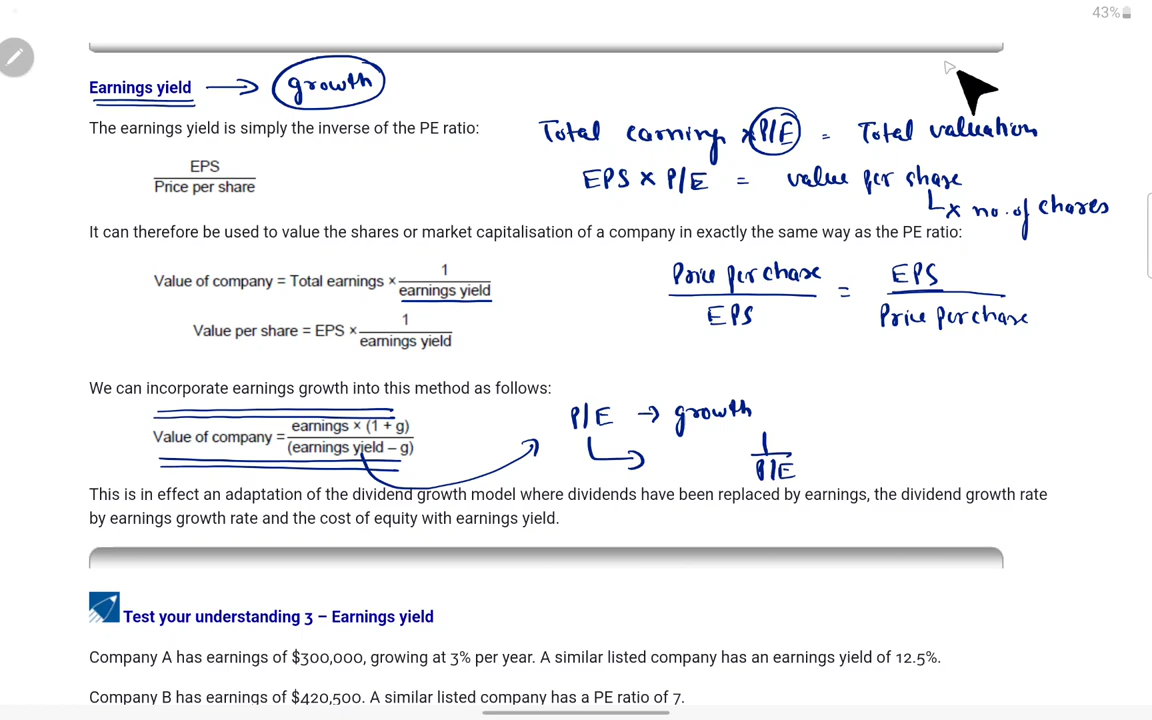 43%
Earnings yield → growth
The earnings yield is simply the inverse of the PE ratio:
Total earning × P/E = Total valuation
EPS
Price per share
EPS × P/E = value per share
↳ × no. of shares
It can therefore be used to value the shares or market capitalisation of a company in exactly the same way as the PE ratio:
Value of company = Total earnings × 1
earnings yield
Value per share = EPS × 1
earnings yield
Price per share = EPS
EPS Price per share
We can incorporate earnings growth into this method as follows:
Value of company = earnings × (1 + g)
(earnings yield – g)
P/E → growth
1
P/E
This is in effect an adaptation of the dividend growth model where dividends have been replaced by earnings, the dividend growth rate
by earnings growth rate and the cost of equity with earnings yield.
Test your understanding 3 – Earnings yield
Company A has earnings of $300,000, growing at 3% per year. A similar listed company has an earnings yield of 12.5%.
Company B has earnings of $420,500. A similar listed company has a PE ratio of 7.